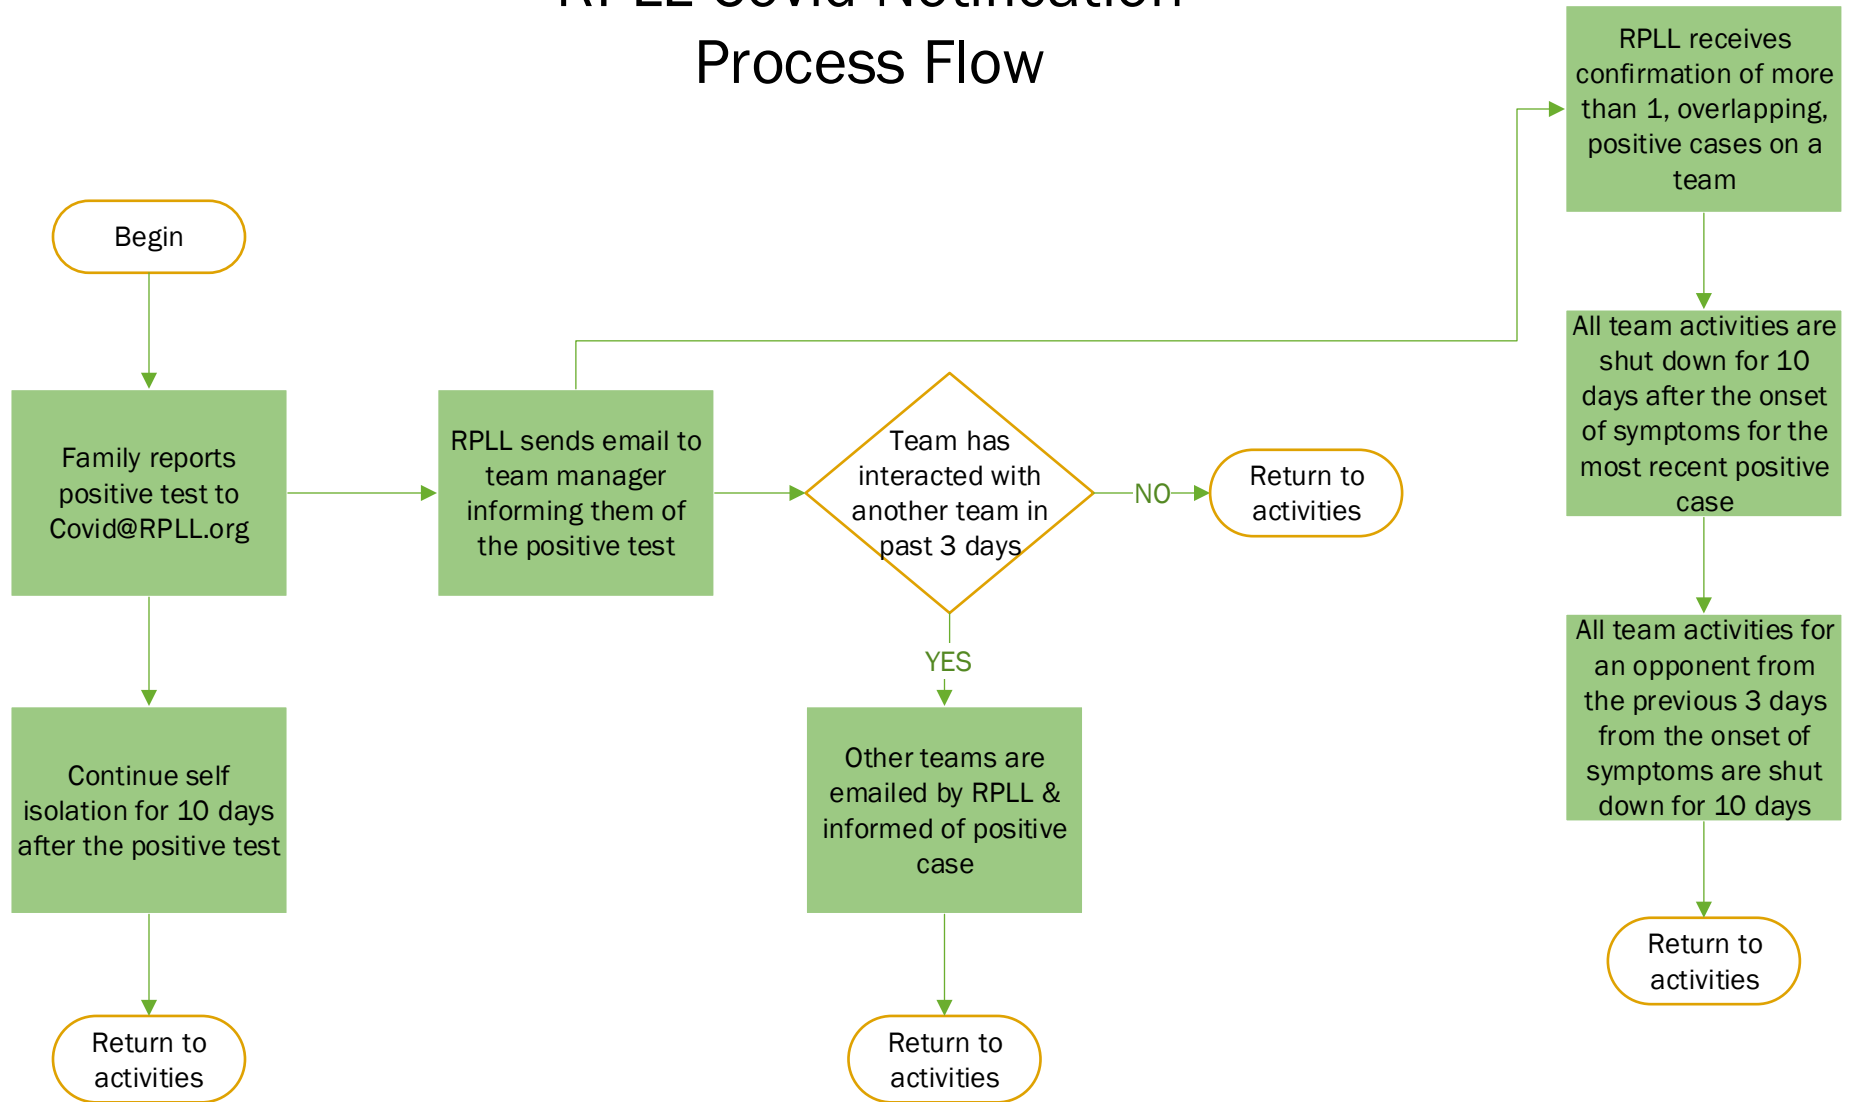 RPLL Covid Notification
Process Flow
Begin
Family reports
positive test to
Covid@RPLL.org
Continue self
isolation for 10 days
after the positive test
Return to
activities
RPLL sends email to
team manager
informing them of
the positive test
Team has
interacted with
another team in
past 3 days
NO
Return to
activities
YES
Other teams are
emailed by RPLL &
informed of positive
case
Return to
activities
RPLL receives
confirmation of more
than 1, overlapping,
positive cases on a
team
All team activities are
shut down for 10
days after the onset
of symptoms for the
most recent positive
case
All team activities for
an opponent from
the previous 3 days
from the onset of
symptoms are shut
down for 10 days
Return to
activities